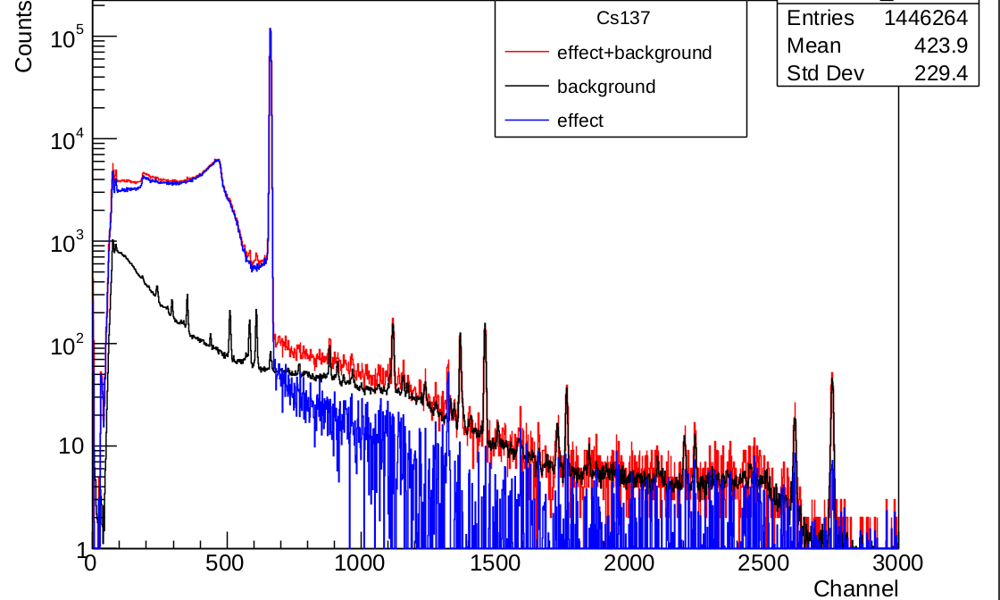 Counts
Cs137
effect+background
background
effect
Entries 1446264
Mean 423.9
Std Dev 229.4
10^5
10^4
10^3
10^2
10
1
0 500 1000 1500 2000 2500 3000
Channel